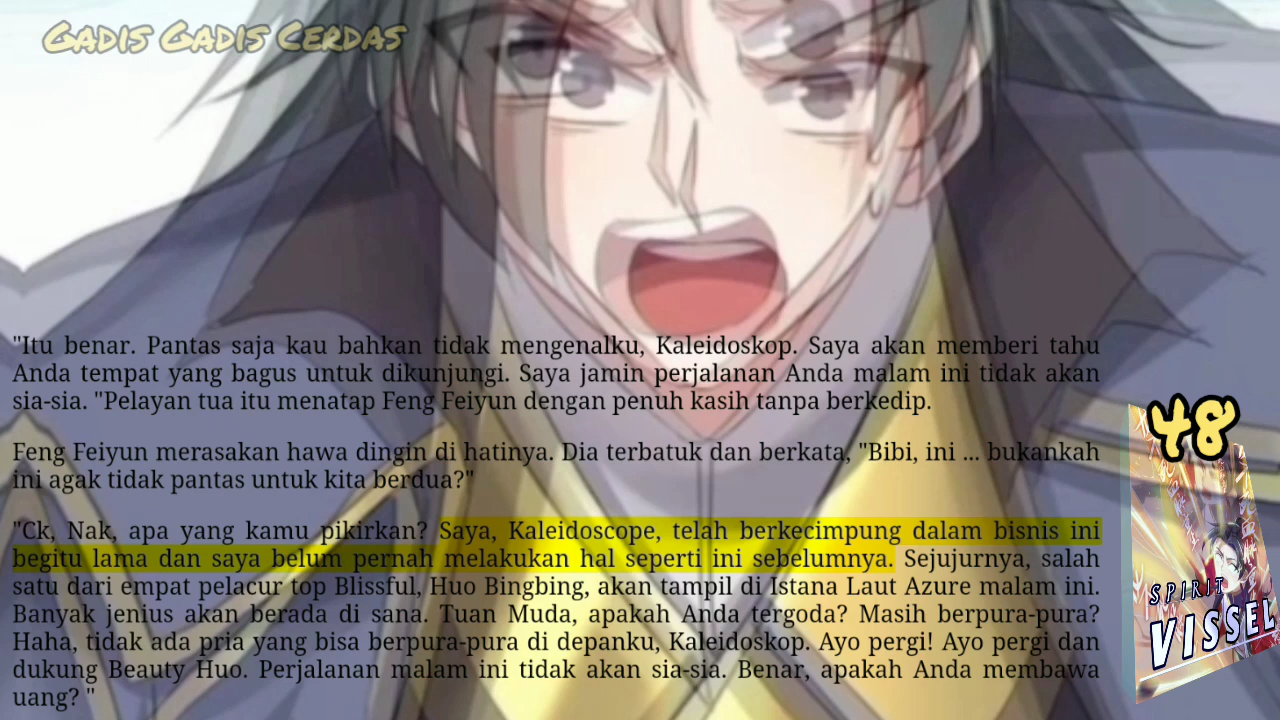 Gadis Gadis Cerdas
"Itu benar. Pantas saja kau bahkan tidak mengenalku, Kaleidoskop. Saya akan memberi tahu
Anda tempat yang bagus untuk dikunjungi. Saya jamin perjalanan Anda malam ini tidak akan
sia-sia. "Pelayan tua itu menatap Feng Feiyun dengan penuh kasih tanpa berkedip.
Feng Feiyun merasakan hawa dingin di hatinya. Dia terbatuk dan berkata, "Bibi, ini ... bukankah
ini agak tidak pantas untuk kita berdua?"
"Ck, Nak, apa yang kamu pikirkan? Saya, Kaleidoscope, telah berkecimpung dalam bisnis ini
begitu lama dan saya belum pernah melakukan hal seperti ini sebelumnya. Sejujurnya, salah
satu dari empat pelacur top Blissful, Huo Bingbing, akan tampil di Istana Laut Azure malam ini.
Banyak jenius akan berada di sana. Tuan Muda, apakah Anda tergoda? Masih berpura-pura?
Haha, tidak ada pria yang bisa berpura-pura di depanku, Kaleidoskop. Ayo pergi! Ayo pergi dan
dukung Beauty Huo. Perjalanan malam ini tidak akan sia-sia. Benar, apakah Anda membawa
uang? "
48
SPIRIT
VISSEL